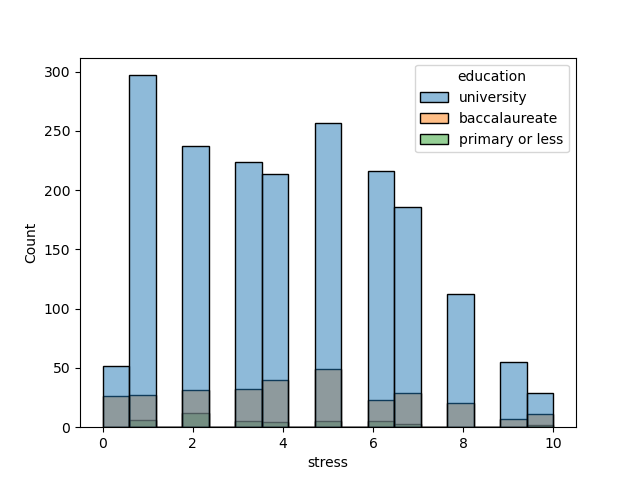 education
university
baccalaureate
primary or less
300
250
200
150
100
50
0
Count
0 2 4 6 8 10
stress